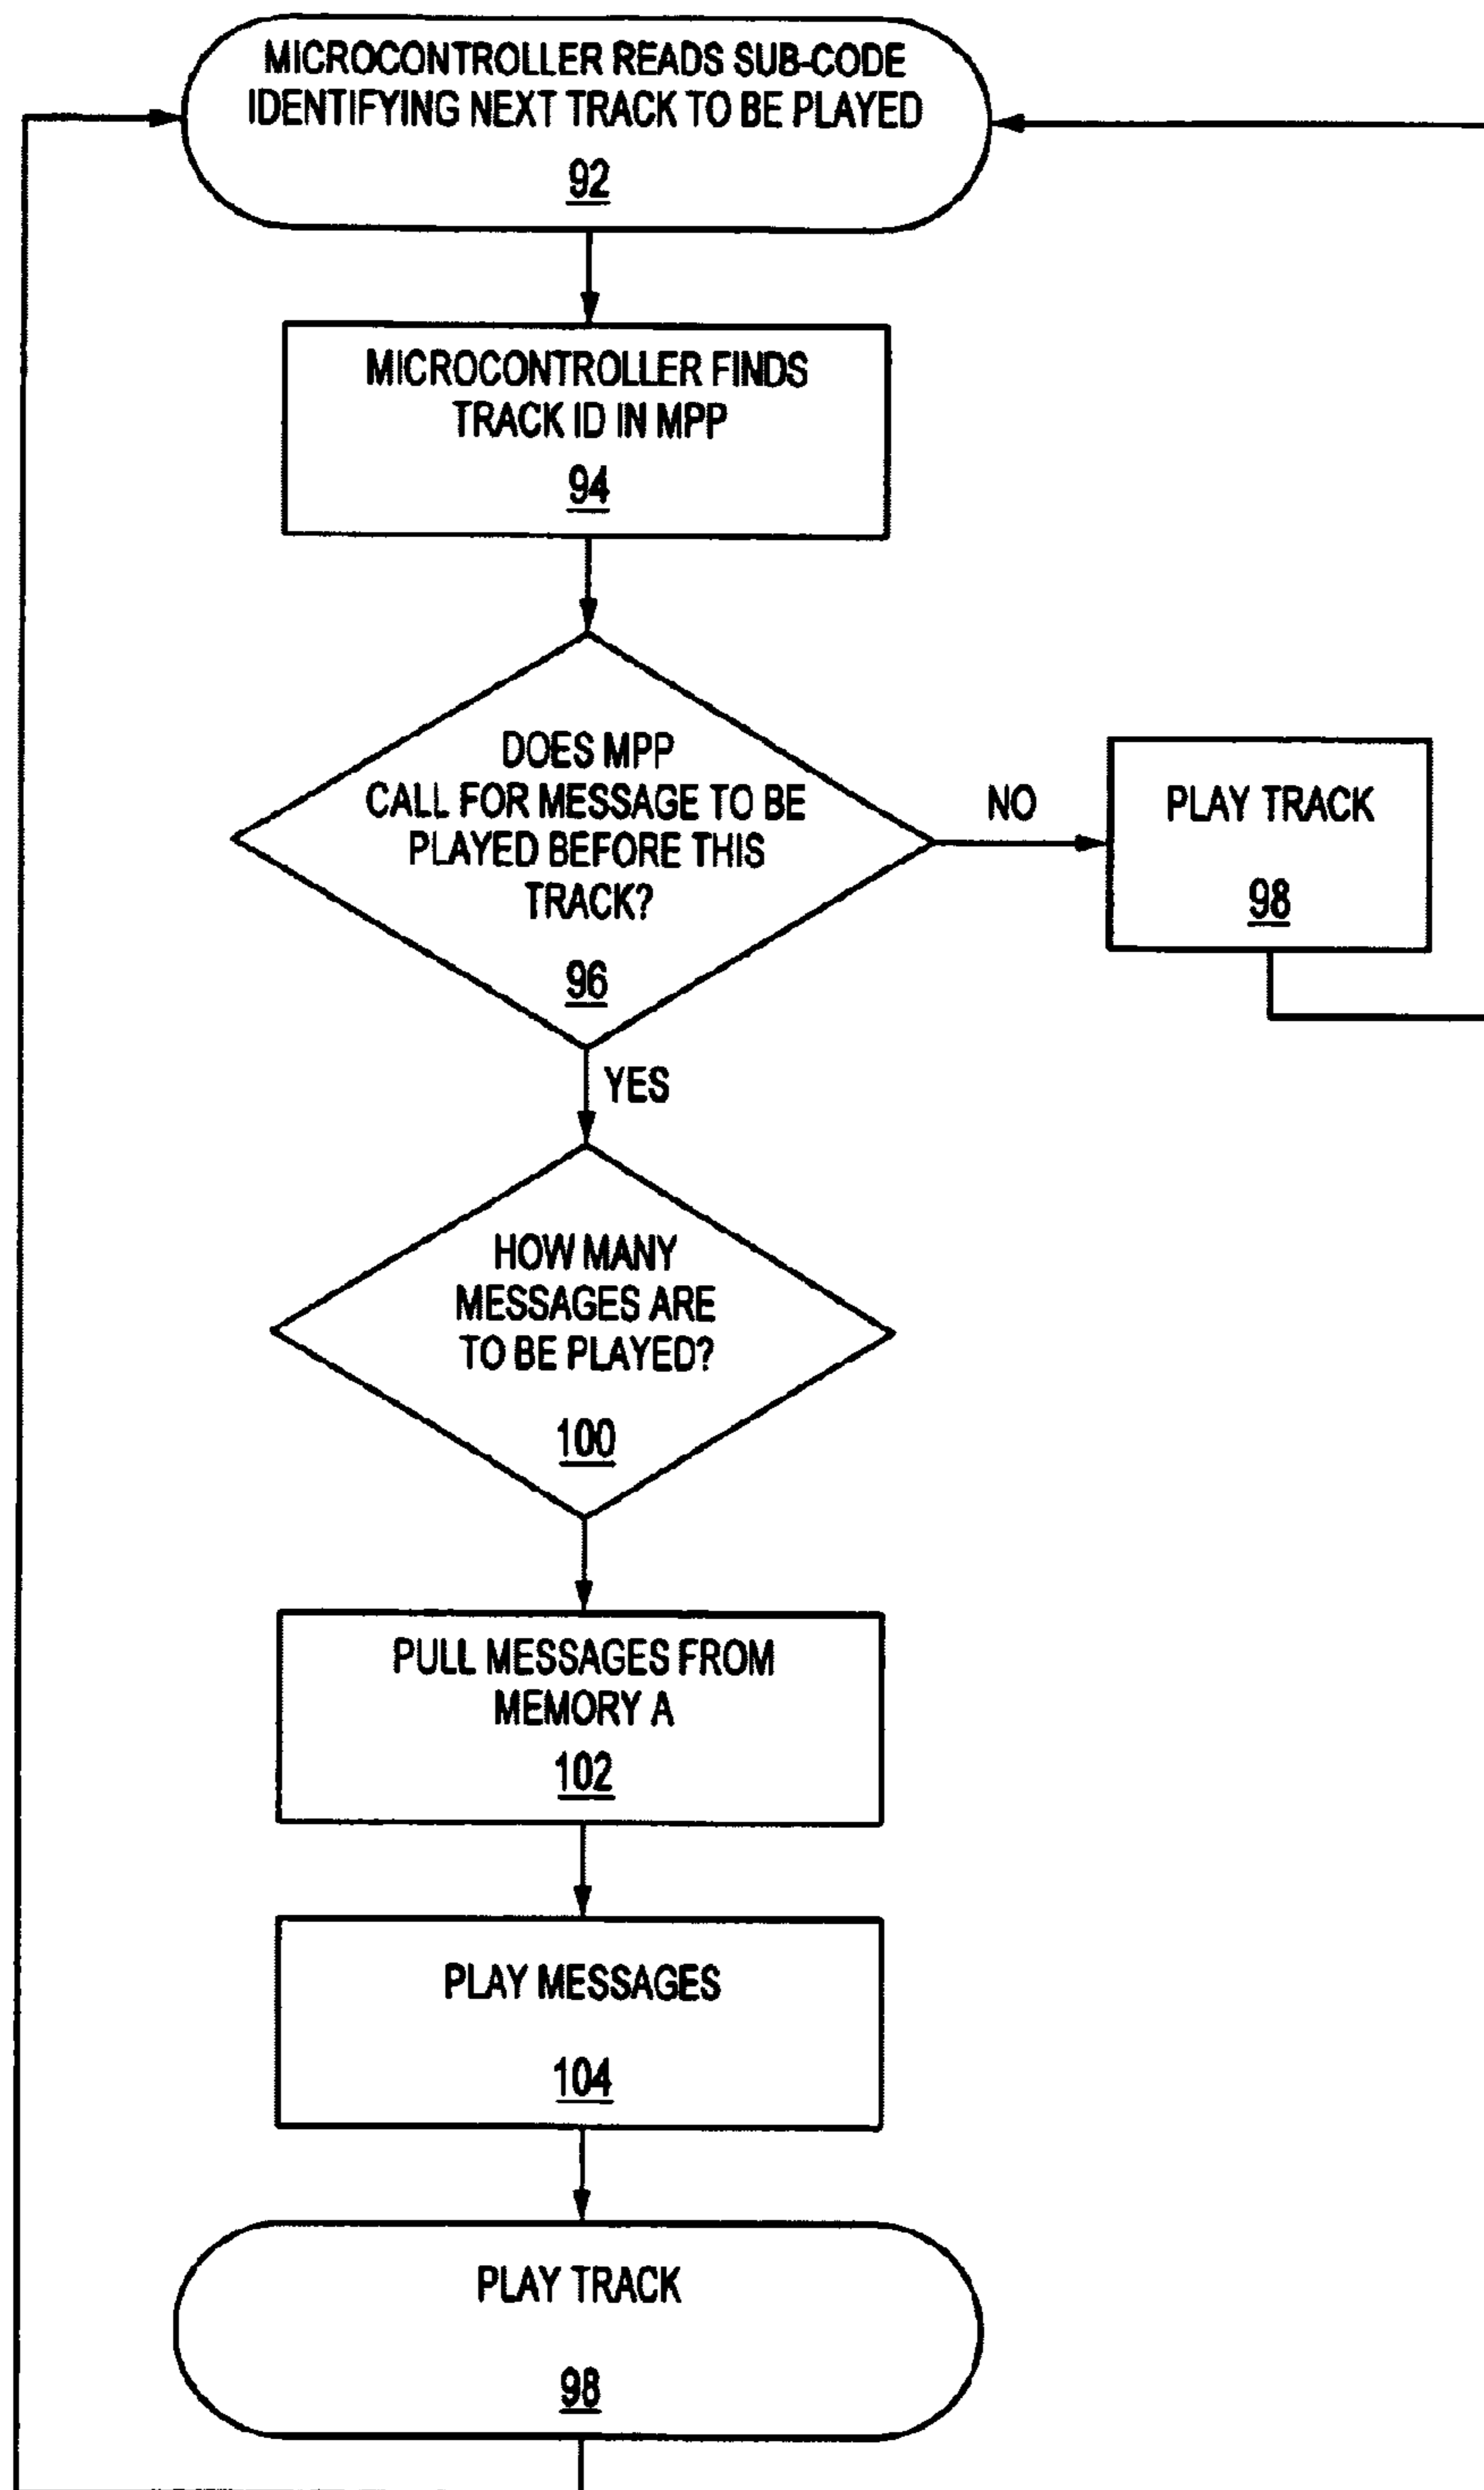 MICROCONTROLLER READS SUB-CODE
IDENTIFYING NEXT TRACK TO BE PLAYED
92
MICROCONTROLLER FINDS
TRACK ID IN MPP
94
DOES MPP
CALL FOR MESSAGE TO BE
PLAYED BEFORE THIS
TRACK?
96
NO
PLAY TRACK
98
YES
HOW MANY
MESSAGES ARE
TO BE PLAYED?
100
PULL MESSAGES FROM
MEMORY A
102
PLAY MESSAGES
104
PLAY TRACK
98